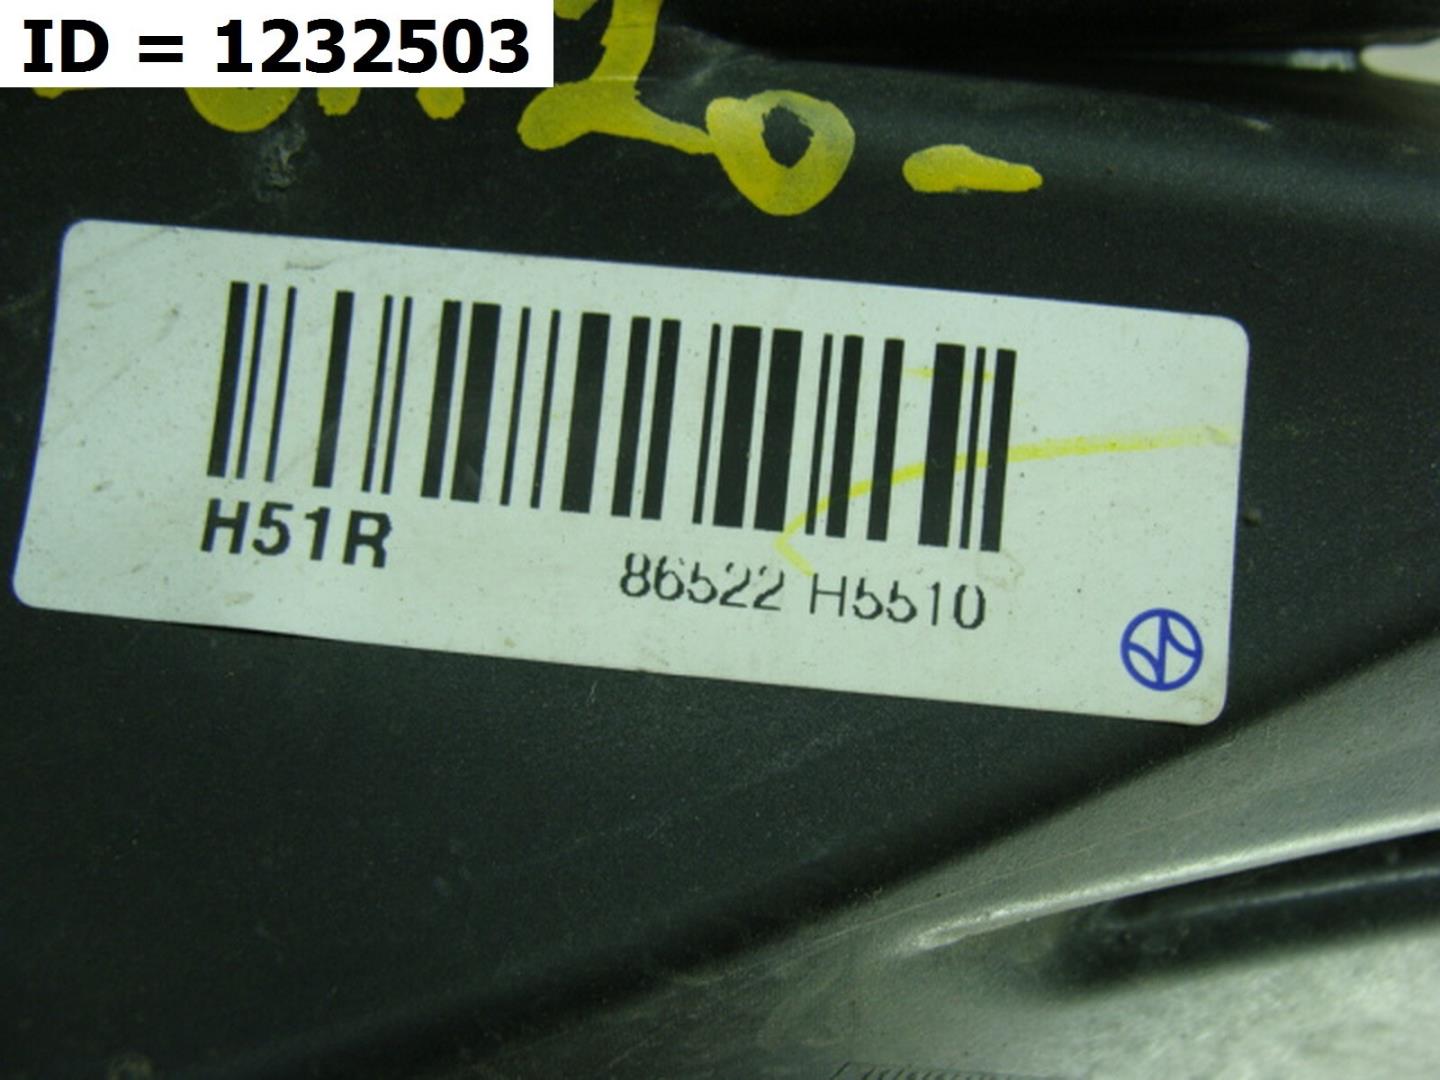 ID = 1232503
H51R
86522 H5510